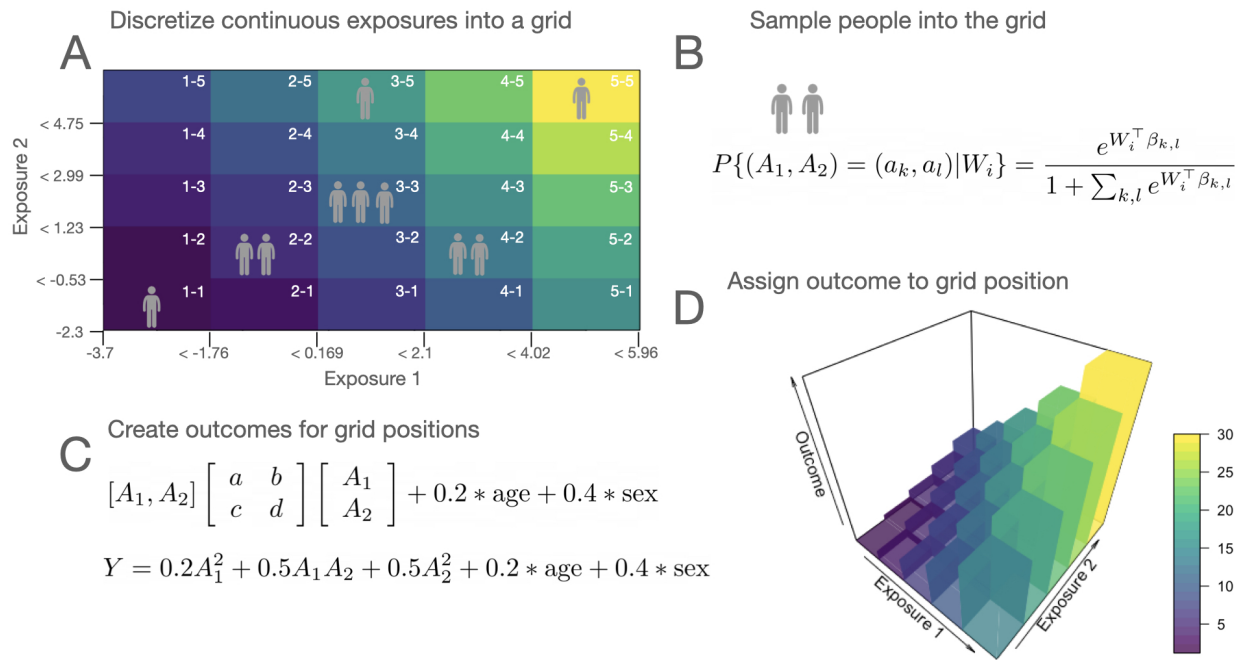 Discretize continuous exposures into a grid
A
1-5 2-5 3-5 4-5 5-5
1-4 2-4 3-4 4-4 5-4
1-3 2-3 3-3 4-3 5-3
1-2 2-2 3-2 4-2 5-2
1-1 2-1 3-1 4-1 5-1
Exposure 2
< 4.75
< 2.99
< 1.23
< -0.53
-2.3
-3.7 < -1.76 < 0.169 < 2.1 < 4.02 < 5.96
Exposure 1
Sample people into the grid
B
P{(A₁, A₂) = (aₖ, aₗ)|Wᵢ} = e^{Wᵢ^⊤ β_{k,l}} / (1 + ∑_{k,l} e^{Wᵢ^⊤ β_{k,l}})
Create outcomes for grid positions
C
[A₁, A₂] [ a b c d ] [ A₁ A₂ ] + 0.2 * age + 0.4 * sex
Y = 0.2A₁² + 0.5A₁A₂ + 0.5A₂² + 0.2 * age + 0.4 * sex
Assign outcome to grid position
D
Outcome
Exposure 1
Exposure 2
30
25
20
15
10
5